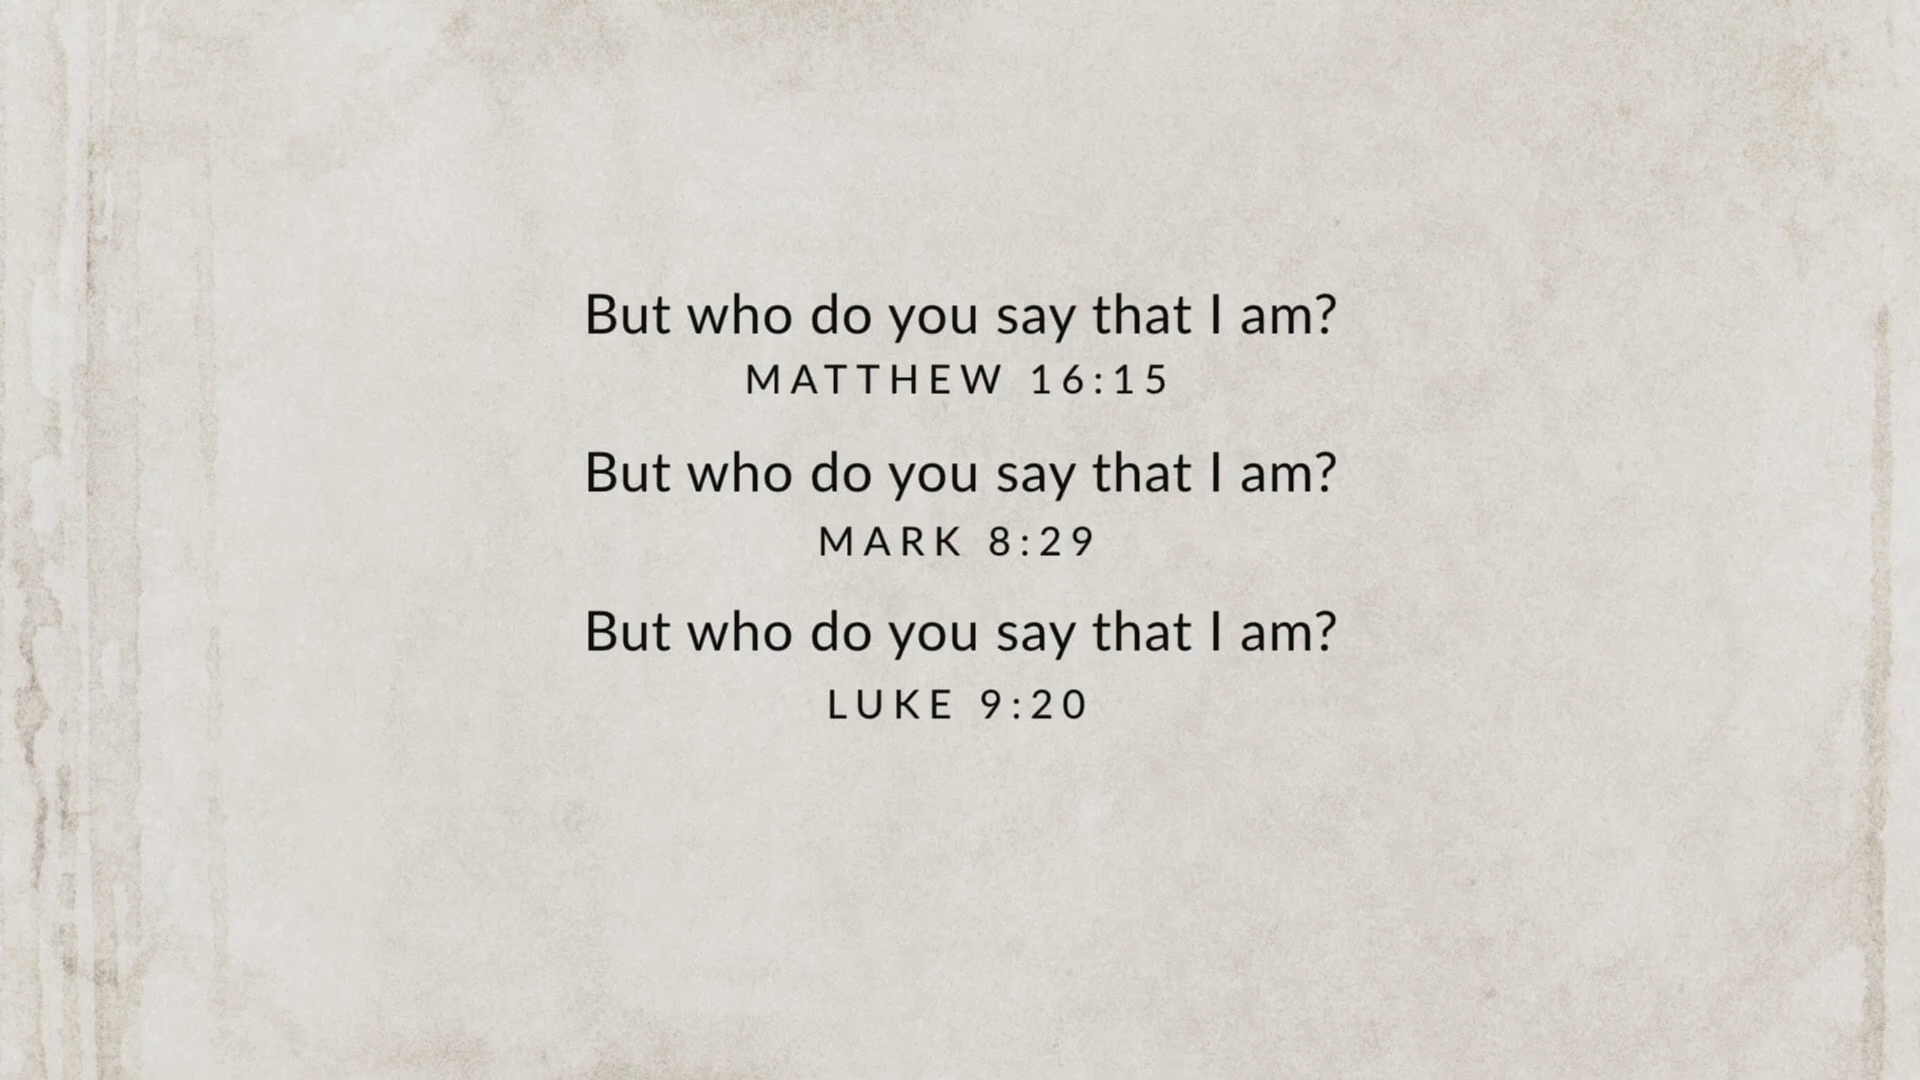 But who do you say that I am?
MATTHEW 16:15
But who do you say that I am?
MARK 8:29
But who do you say that I am?
LUKE 9:20